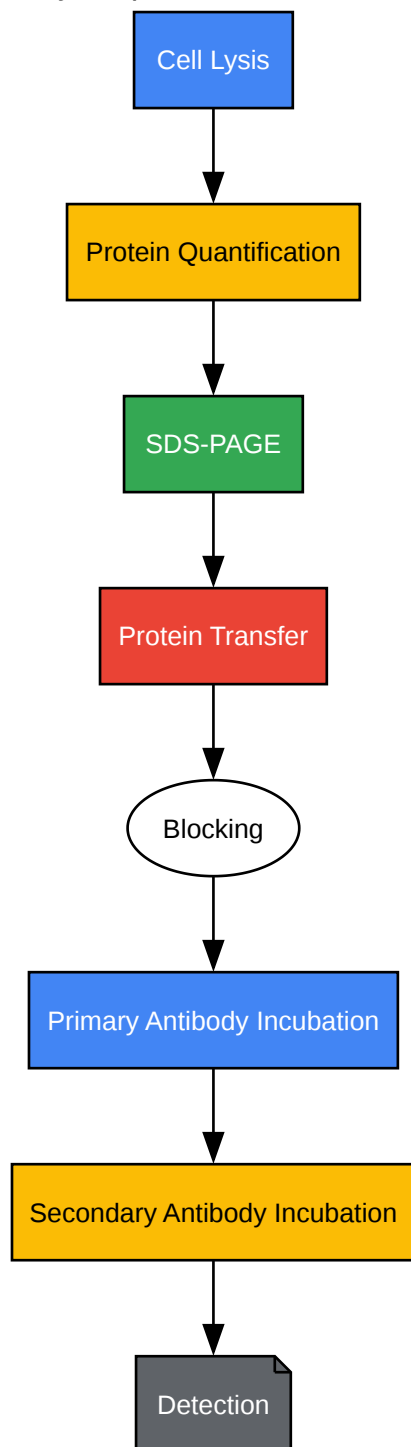 Cell Lysis
Protein Quantification
SDS-PAGE
Protein Transfer
Blocking
Primary Antibody Incubation
Secondary Antibody Incubation
Detection